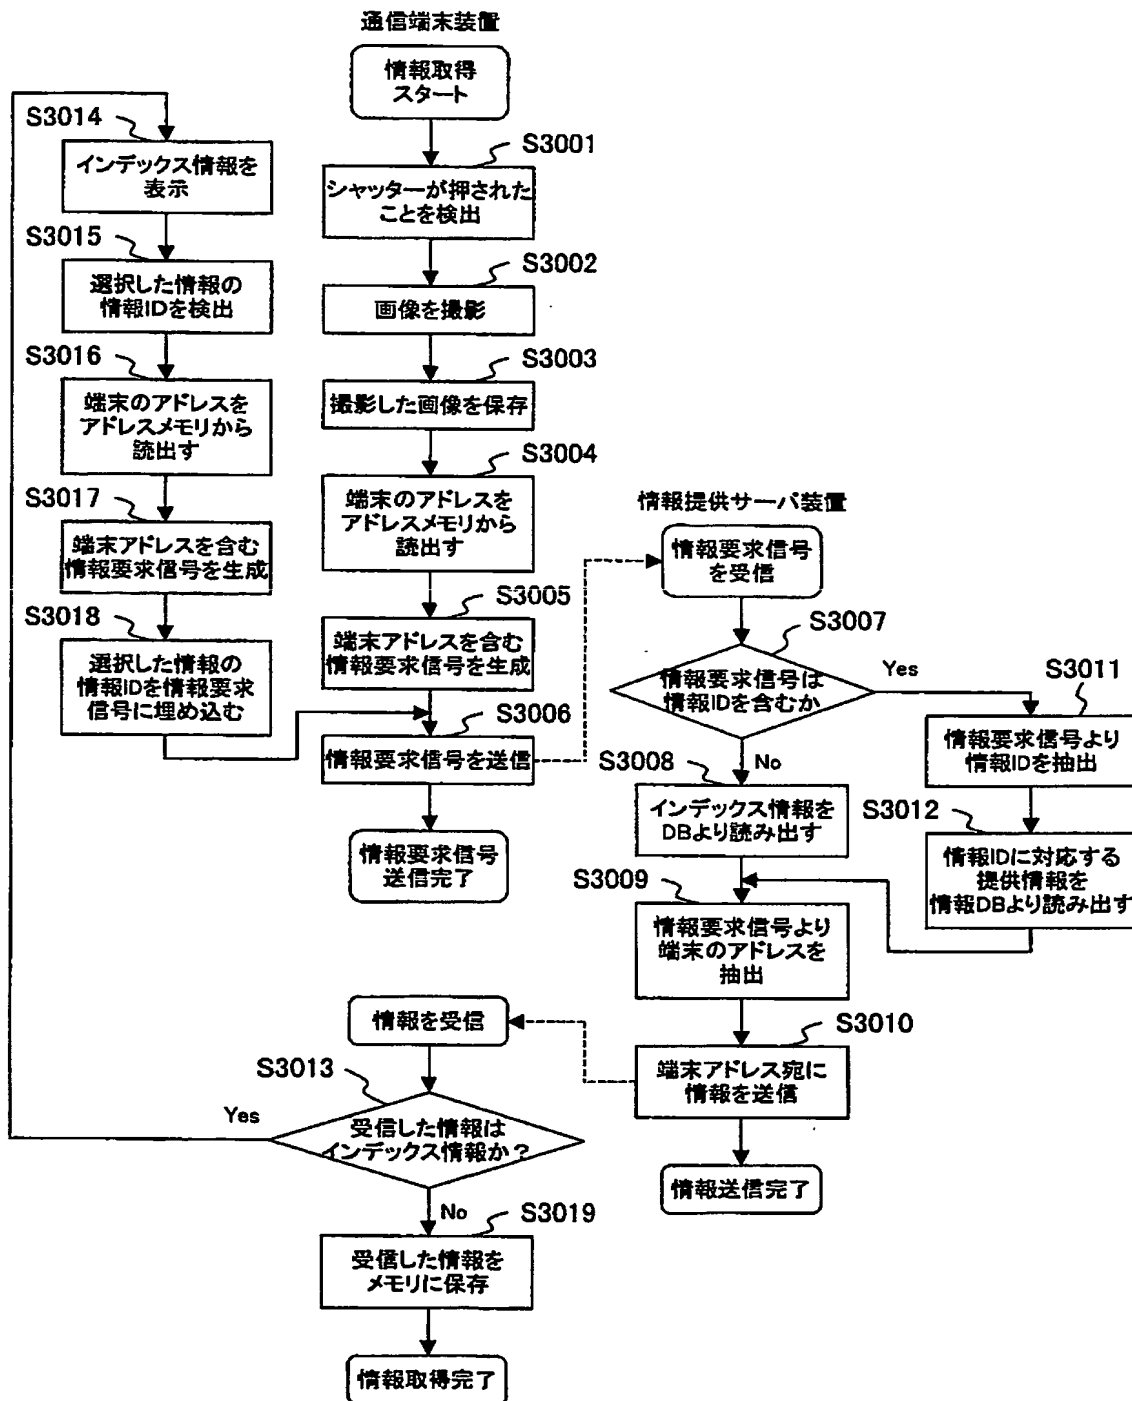 通信端末装置
情報取得
スタート
S3001
シャッターが押された
ことを検出
S3002
画像を撮影
S3003
撮影した画像を保存
S3004
端末のアドレスを
アドレスメモリから
読出す
S3005
端末アドレスを含む
情報要求信号を生成
S3006
情報要求信号を送信
情報要求信号
送信完了
S3014
インデックス情報を
表示
S3015
選択した情報の
情報IDを検出
S3016
端末のアドレスを
アドレスメモリから
読出す
S3017
端末アドレスを含む
情報要求信号を生成
S3018
選択した情報の
情報IDを情報要求
信号に埋め込む
情報提供サーバ装置
情報要求信号
を受信
S3007
情報要求信号は
情報IDを含むか
Yes
No
S3008
インデックス情報を
DBより読み出す
S3011
情報要求信号より
情報IDを抽出
S3012
情報IDに対応する
提供情報を
情報DBより読み出す
S3009
情報要求信号より
端末のアドレスを
抽出
S3010
端末アドレス宛に
情報を送信
情報送信完了
情報を受信
S3013
受信した情報は
インデックス情報か？
Yes
No
S3019
受信した情報を
メモリに保存
情報取得完了